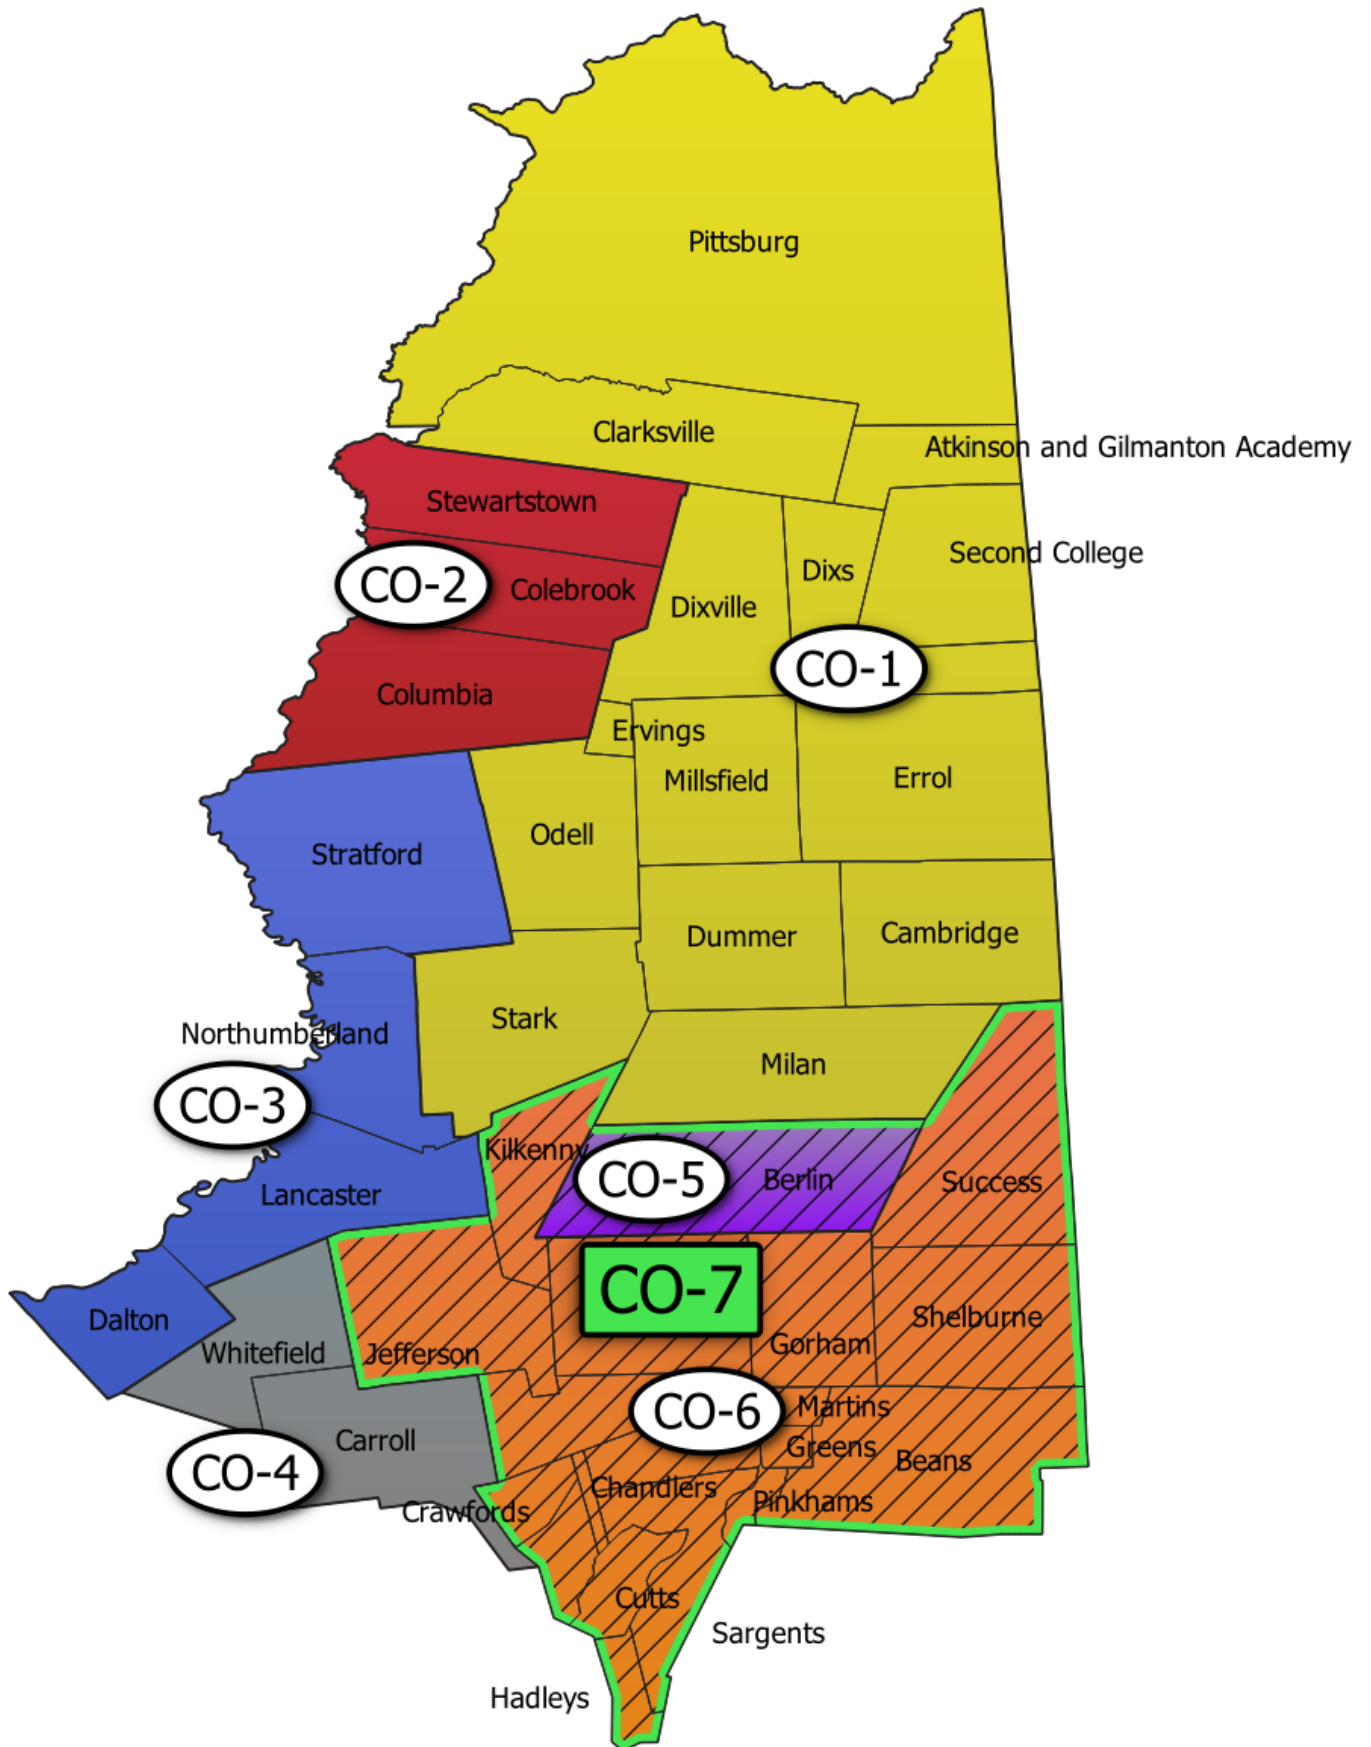 Pittsburg
Clarksville
Atkinson and Gilmanton Academy
Stewartstown
Second College
Dixs
CO-2
Colebrook
Dixville
CO-1
Columbia
Ervings
Millsfield
Errol
Odell
Stratford
Dummer
Cambridge
Stark
Northumberland
Milan
CO-3
Kilkenny
CO-5
Berlin
Success
Lancaster
CO-7
Dalton
Shelburne
Whitefield
Jefferson
Gorham
CO-6
Martins
Carroll
Greens
Beans
CO-4
Chandlers
Pinkhams
Crawfords
Cutts
Sargents
Hadleys